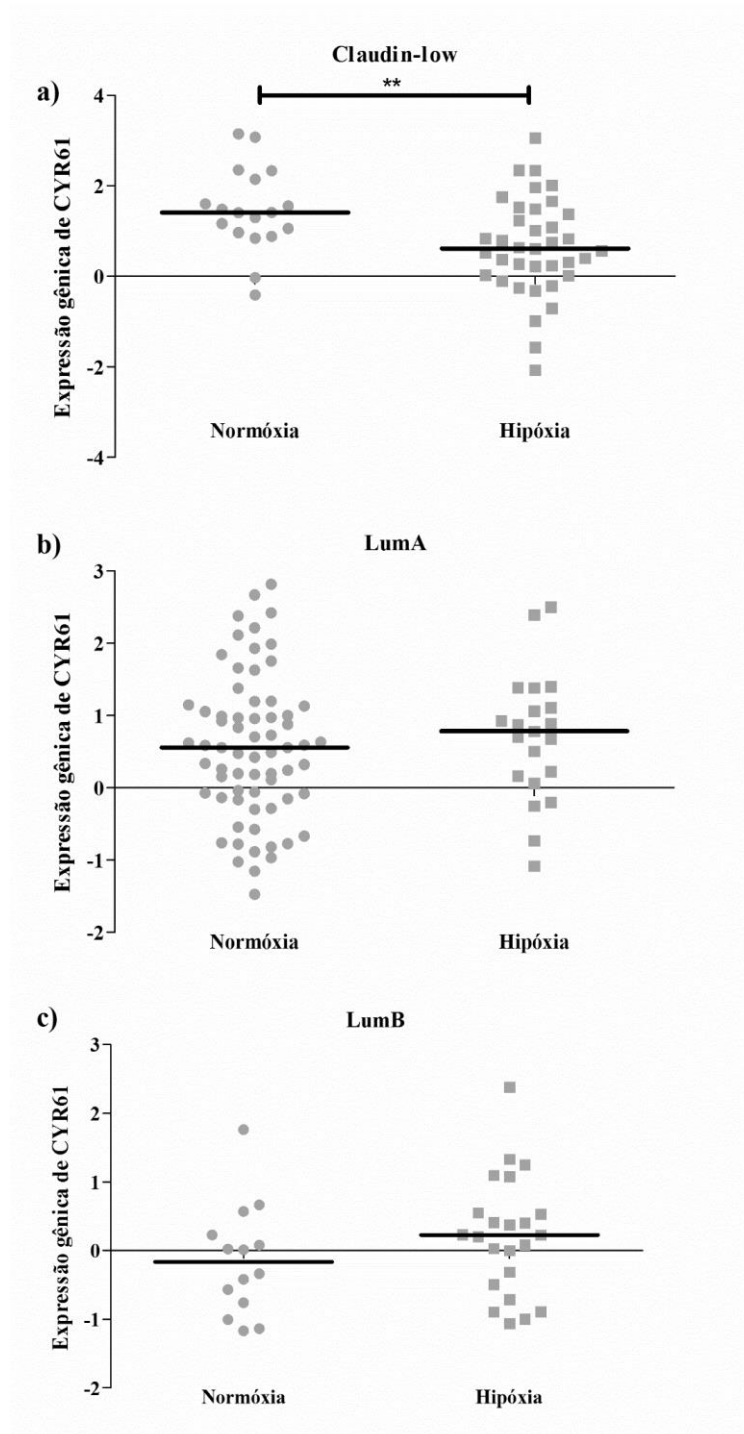 Claudin-low
a)
**
Expressão gênica de CYR61
4
2
0
-2
-4
Normóxia
Hipóxia
b)
LumA
Expressão gênica de CYR61
3
2
1
0
-1
-2
Normóxia
Hipóxia
c)
LumB
Expressão gênica de CYR61
3
2
1
0
-1
-2
Normóxia
Hipóxia